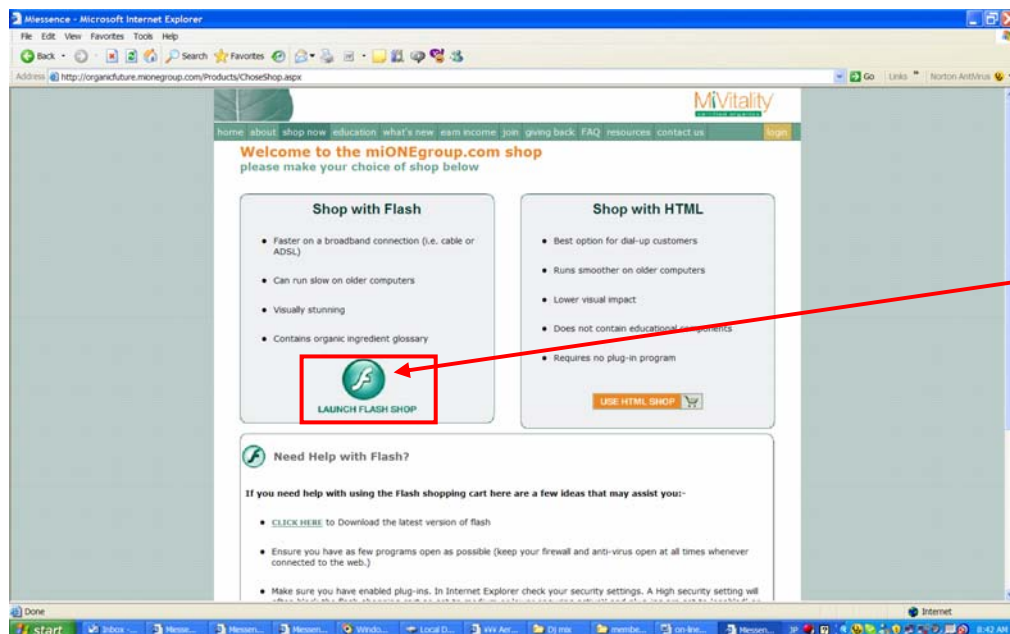 Miessence - Microsoft Internet Explorer
File Edit View Favorites Tools Help
Back Search Favorites
Address http://organicfuture.mionegroup.com/Products/ChoseShop.aspx Go Links Norton AntiVirus
MiVitality
certified organics
home about shop now education what's new earn income join giving back FAQ resources contact us login
Welcome to the miONEgroup.com shop
please make your choice of shop below
Shop with Flash
Faster on a broadband connection (i.e. cable or
ADSL)
Can run slow on older computers
Visually stunning
Contains organic ingredient glossary
LAUNCH FLASH SHOP
Shop with HTML
Best option for dial-up customers
Runs smoother on older computers
Lower visual impact
Does not contain educational components
Requires no plug-in program
USE HTML SHOP
Need Help with Flash?
If you need help with using the Flash shopping cart here are a few ideas that may assist you:-
CLICK HERE to Download the latest version of flash
Ensure you have as few programs open as possible (keep your firewall and anti-virus open at all times whenever
connected to the web.)
Make sure you have enabled plug-ins. In Internet Explorer check your security settings. A High security setting will
Done Internet
start Inbox -... Messe... Messen... Messen... Windo... Local D... Dj mix membe... on-line... Messen... 8:42 AM